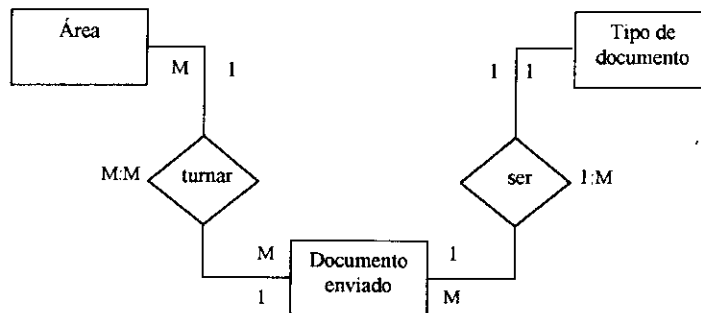 Área
Tipo de
documento
M 1
1 1
M:M
turnar
ser
1:M
M
Documento
enviado
1
1
M